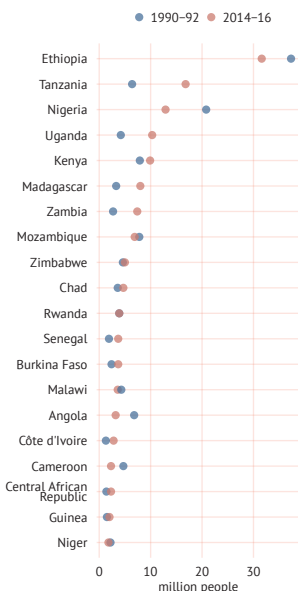 1990–92 2014–16
Ethiopia
Tanzania
Nigeria
Uganda
Kenya
Madagascar
Zambia
Mozambique
Zimbabwe
Chad
Rwanda
Senegal
Burkina Faso
Malawi
Angola
Côte d'Ivoire
Cameroon
Central African
Republic
Guinea
Niger
0 10 20 30
million people